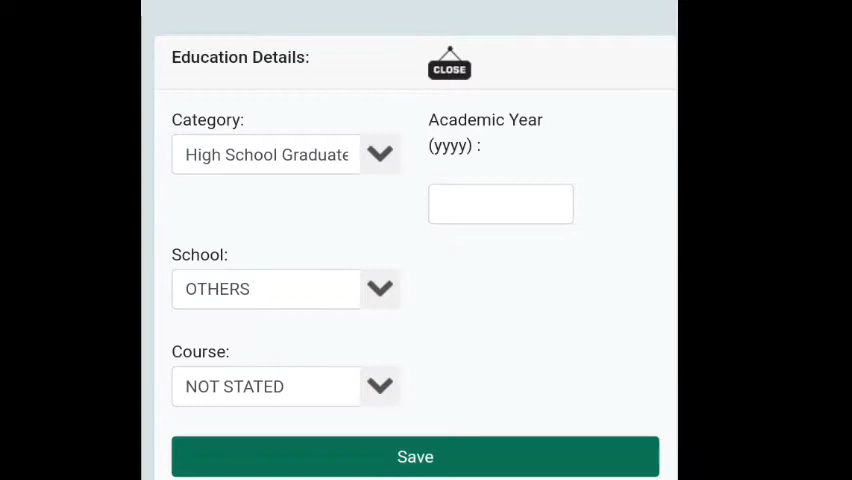 Education Details:
CLOSE
Category:
High School Graduate
Academic Year
(yyyy) :
School:
OTHERS
Course:
NOT STATED
Save